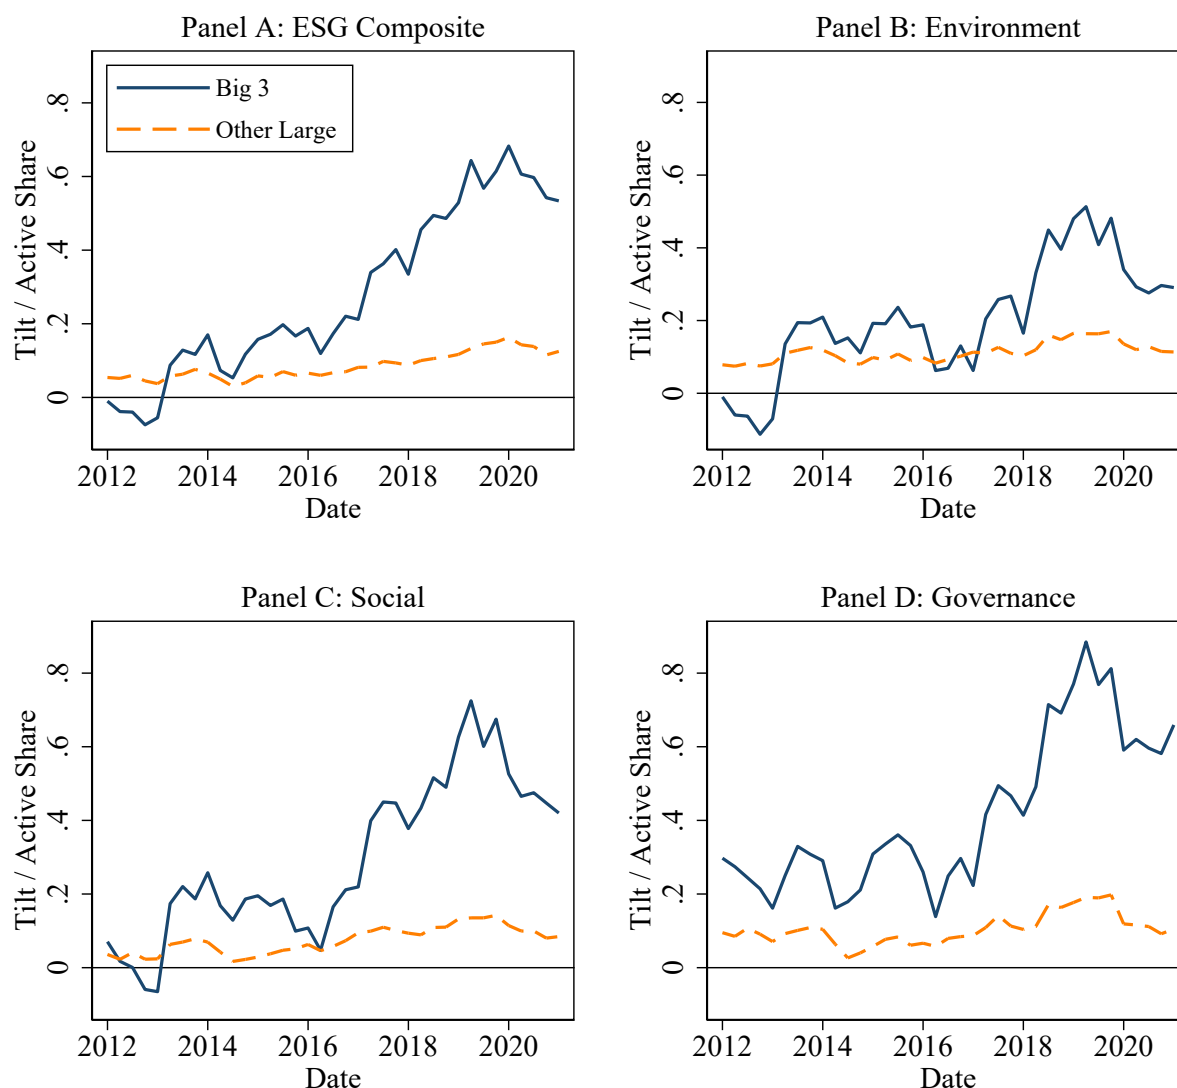 Panel A: ESG Composite
Big 3
Other Large
Tilt / Active Share
.8
.6
.4
.2
0
2012 2014 2016 2018 2020
Date
Panel B: Environment
Tilt / Active Share
.8
.6
.4
.2
0
2012 2014 2016 2018 2020
Date
Panel C: Social
Tilt / Active Share
.8
.6
.4
.2
0
2012 2014 2016 2018 2020
Date
Panel D: Governance
Tilt / Active Share
.8
.6
.4
.2
0
2012 2014 2016 2018 2020
Date